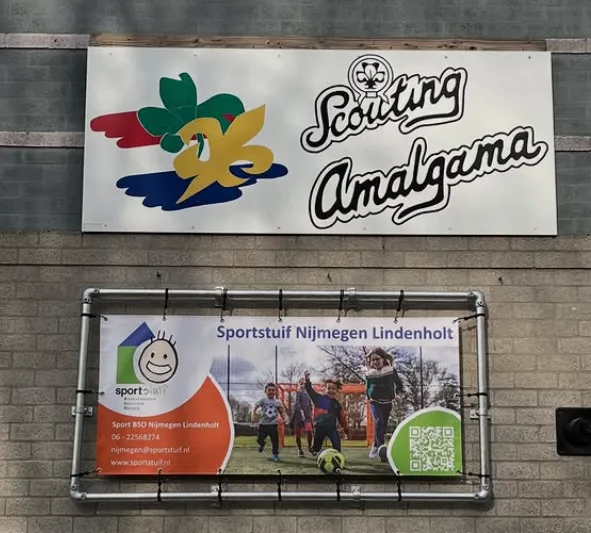 Scouting
Amalgama
Sportstuif Nijmegen Lindenholt
sportstuif
Sport BSO Nijmegen Lindenholt
06 - 22568274
nijmegen@sportstuif.nl
www.sportstuif.nl